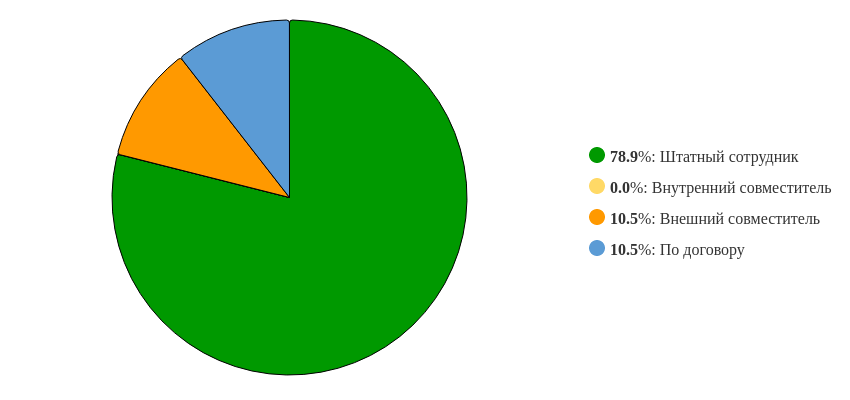 78.9%: Штатный сотрудник
0.0%: Внутренний совместитель
10.5%: Внешний совместитель
10.5%: По договору